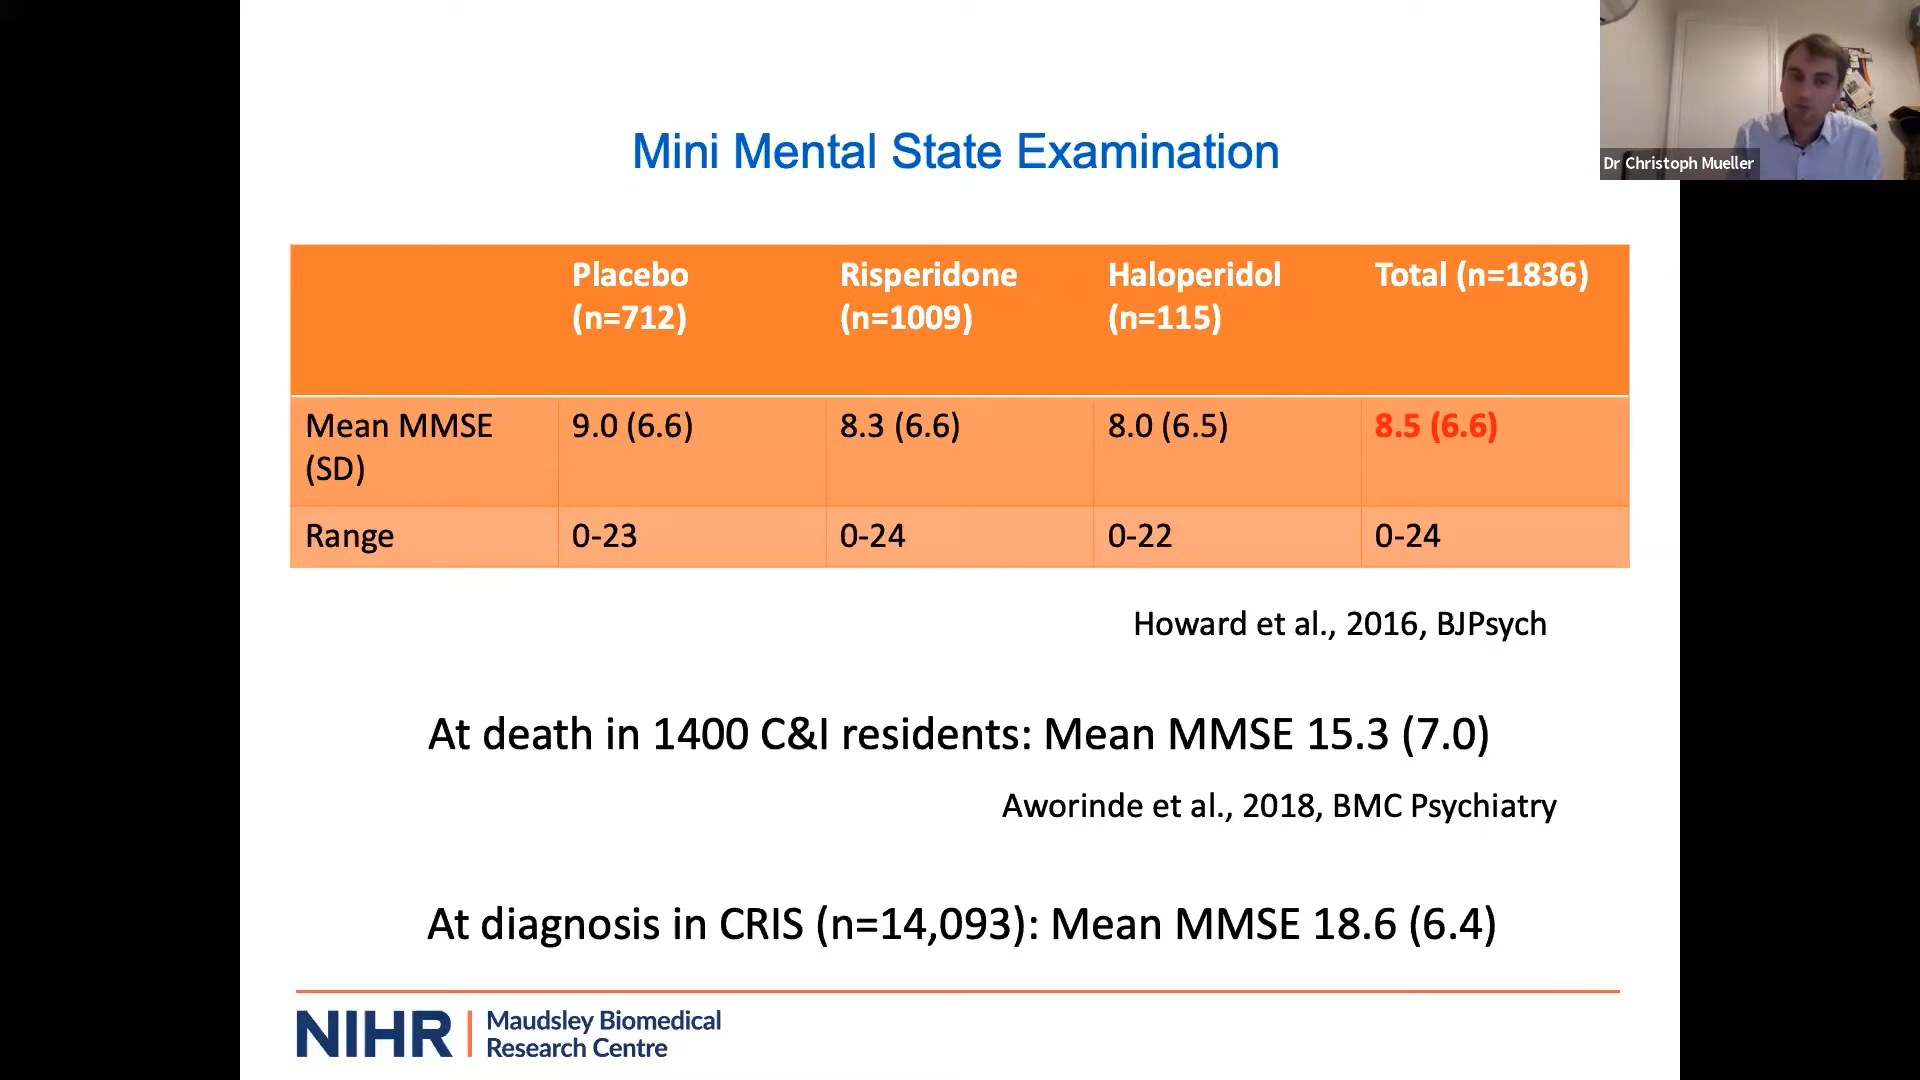 Mini Mental State Examination
Dr Christoph Mueller
Placebo (n=712)
Risperidone (n=1009)
Haloperidol (n=115)
Total (n=1836)
Mean MMSE (SD)
9.0 (6.6)
8.3 (6.6)
8.0 (6.5)
8.5 (6.6)
Range
0-23
0-24
0-22
0-24
Howard et al., 2016, BJPsych
At death in 1400 C&I residents: Mean MMSE 15.3 (7.0)
Aworinde et al., 2018, BMC Psychiatry
At diagnosis in CRIS (n=14,093): Mean MMSE 18.6 (6.4)
NIHR
Maudsley Biomedical
Research Centre